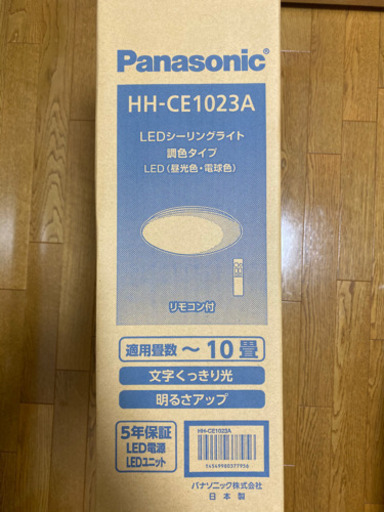 Panasonic
HH-CE1023A
LEDシーリングライト
調色タイプ
LED（昼光色・電球色）
リモコン付
適用畳数 ～10畳
文字くっきり光
明るさアップ
5年保証
LED電源
LEDユニット
HH-CE1023A
パナソニック株式会社
日本製